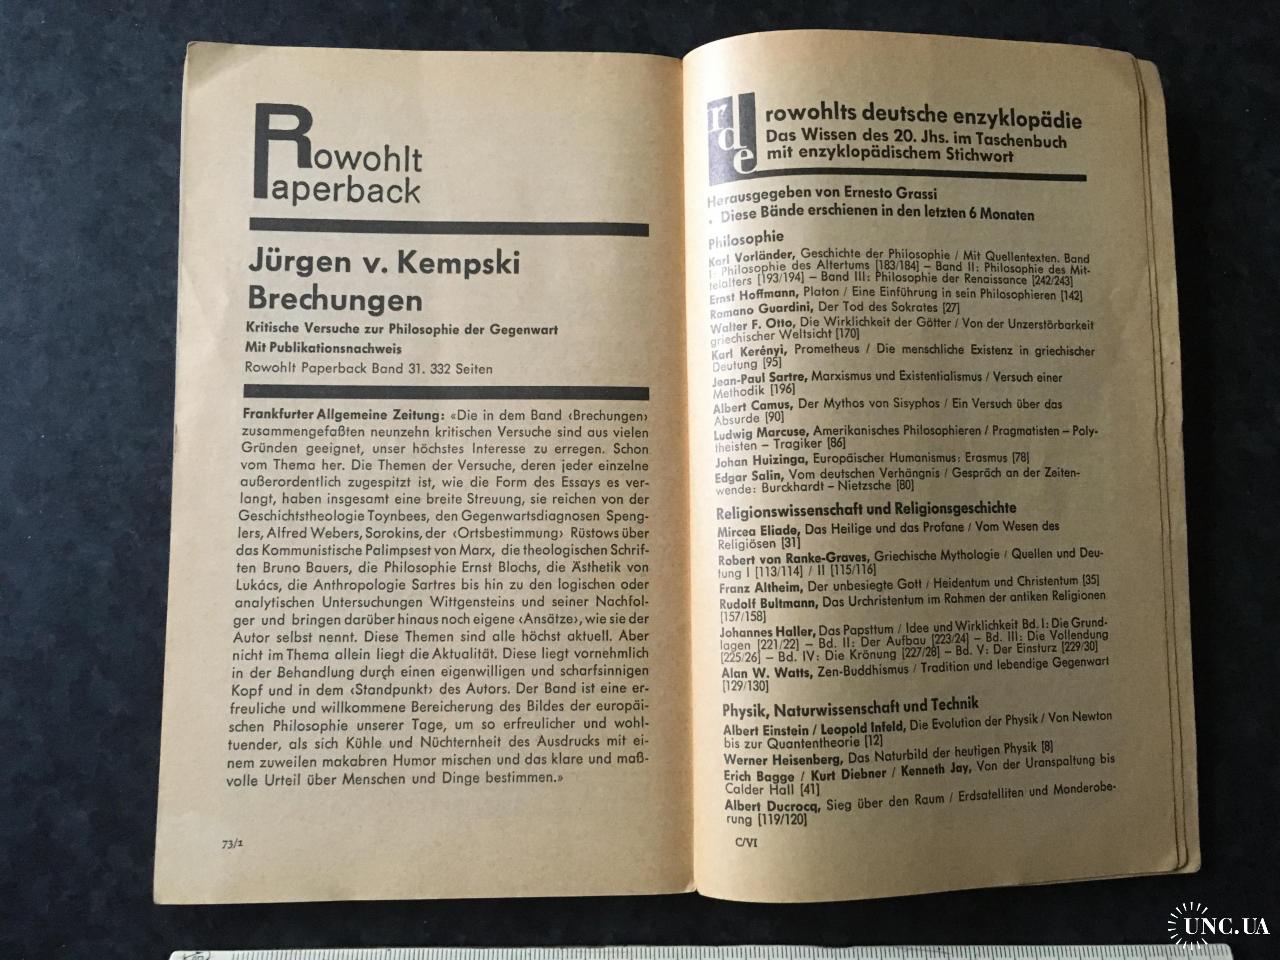 Rowohlt
Paperback
Jürgen v. Kempski
Brechungen
Kritische Versuche zur Philosophie der Gegenwart
Mit Publikationsnachweis
Rowohlt Paperback Band 31. 332 Seiten
Frankfurter Allgemeine Zeitung: «Die in dem Band ‹Brechungen›
zusammengefaßten neunzehn kritischen Versuche sind aus vielen
Gründen geeignet, unser höchstes Interesse zu erregen. Schon
vom Thema her. Die Themen der Versuche, deren jeder einzelne
außerordentlich zugespitzt ist, wie die Form des Essays es ver-
langt, haben insgesamt eine breite Streuung, sie reichen von der
Geschichtstheologie Toynbees, den Gegenwartsdiagnosen Speng-
lers, Alfred Webers, Sorokins, der ‹Ortsbestimmung› Rüstows über
das Kommunistische Palimpsest von Marx, die theologischen Schrif-
ten Bruno Bauers, die Philosophie Ernst Blochs, die Ästhetik von
Lukács, die Anthropologie Sartres bis hin zu den logischen oder
analytischen Untersuchungen Wittgensteins und seiner Nachfol-
ger und bringen darüber hinaus noch eigene ‹Ansätze›, wie sie der
Autor selbst nennt. Diese Themen sind alle höchst aktuell. Aber
nicht im Thema allein liegt die Aktualität. Diese liegt vornehmlich
in der Behandlung durch einen eigenwilligen und scharfsinnigen
Kopf und in dem ‹Standpunkt› des Autors. Der Band ist eine er-
freuliche und willkommene Bereicherung des Bildes der europäi-
schen Philosophie unserer Tage, um so erfreulicher und wohl-
tuender, als sich Kühle und Nüchternheit des Ausdrucks mit ei-
nem zuweilen makabren Humor mischen und das klare und maß-
volle Urteil über Menschen und Dinge bestimmen.»
73/1
rde
rowohlts deutsche enzyklopädie
Das Wissen des 20. Jhs. im Taschenbuch
mit enzyklopädischem Stichwort
Herausgegeben von Ernesto Grassi
. Diese Bände erschienen in den letzten 6 Monaten
Philosophie
Karl Vorländer, Geschichte der Philosophie / Mit Quellentexten. Band
I: Philosophie des Altertums [183/184] – Band II: Philosophie des Mit-
telalters [193/194] – Band III: Philosophie der Renaissance [242/243]
Ernst Hoffmann, Platon / Eine Einführung in sein Philosophieren [142]
Romano Guardini, Der Tod des Sokrates [27]
Walter F. Otto, Die Wirklichkeit der Götter / Von der Unzerstörbarkeit
griechischer Weltsicht [170]
Karl Kerényi, Prometheus / Die menschliche Existenz in griechischer
Deutung [95]
Jean-Paul Sartre, Marxismus und Existentialismus / Versuch einer
Methodik [196]
Albert Camus, Der Mythos von Sisyphos / Ein Versuch über das
Absurde [90]
Ludwig Marcuse, Amerikanisches Philosophieren / Pragmatisten – Poly-
theisten – Tragiker [86]
Johan Huizinga, Europäischer Humanismus: Erasmus [78]
Edgar Salin, Vom deutschen Verhängnis / Gespräch an der Zeiten-
wende: Burckhardt – Nietzsche [80]
Religionswissenschaft und Religionsgeschichte
Mircea Eliade, Das Heilige und das Profane / Vom Wesen des
Religiösen [31]
Robert von Ranke-Graves, Griechische Mythologie / Quellen und Deu-
tung I [113/114] / II [115/116]
Franz Altheim, Der unbesiegte Gott / Heidentum und Christentum [35]
Rudolf Bultmann, Das Urchristentum im Rahmen der antiken Religionen
[157/158]
Johannes Haller, Das Papsttum / Idee und Wirklichkeit Bd. I: Die Grund-
lagen [221/22] – Bd. II: Der Aufbau [223/24] – Bd. III: Die Vollendung
[225/26] – Bd. IV: Die Krönung [227/28] – Bd. V: Der Einsturz [229/30]
Alan W. Watts, Zen-Buddhismus / Tradition und lebendige Gegenwart
[129/130]
Physik, Naturwissenschaft und Technik
Albert Einstein / Leopold Infeld, Die Evolution der Physik / Von Newton
bis zur Quantentheorie [12]
Werner Heisenberg, Das Naturbild der heutigen Physik [8]
Erich Bagge / Kurt Diebner / Kenneth Jay, Von der Uranspaltung bis
Calder Hall [41]
Albert Ducrocq, Sieg über den Raum / Erdsatelliten und Monderobe-
rung [119/120]
C/VI
UNC.UA